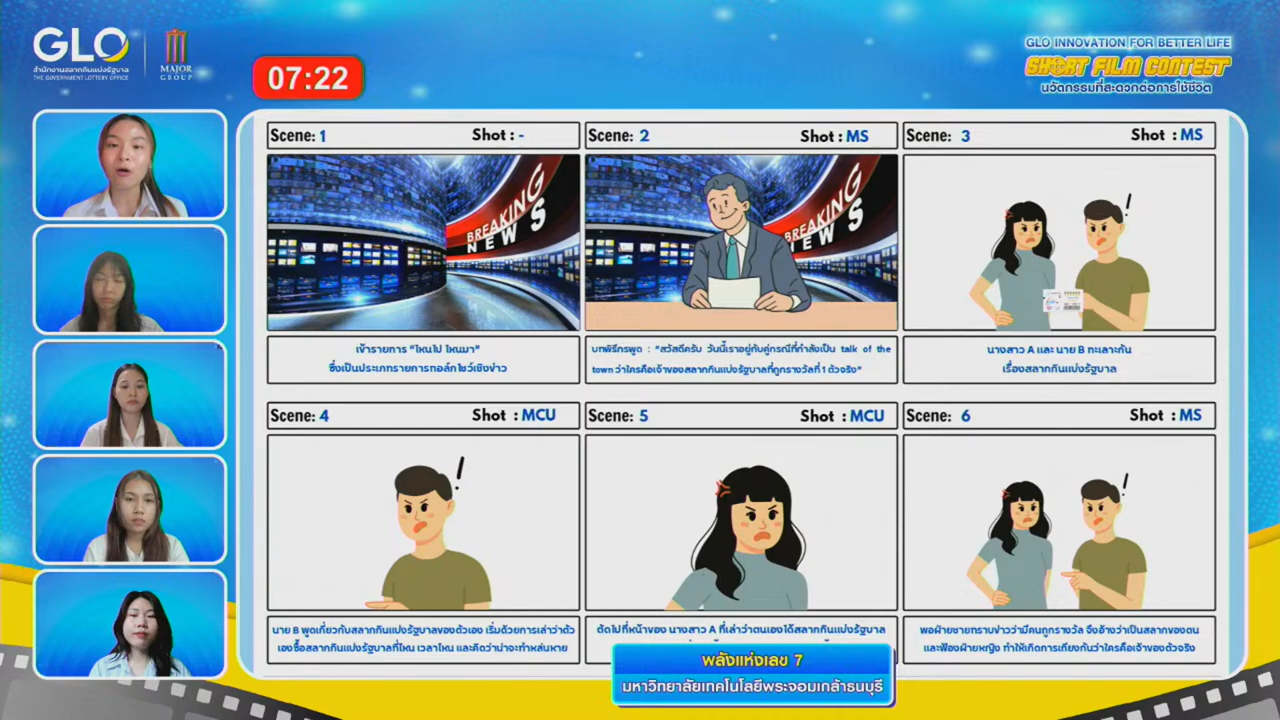 GLO
สำนักงานสลากกินแบ่งรัฐบาล
THE GOVERNMENT LOTTERY OFFICE
MAJOR
GROUP
07:22
GLO INNOVATION FOR BETTER LIFE
SHORT FILM CONTEST
นวัตกรรมที่สะดวกต่อการใช้ชีวิต
Scene: 1 Shot : -
BREAKING
NEWS
เข้ารายการ “ไหนไป ไหนมา”
ซึ่งเป็นประเภทรายการทอล์กโชว์เชิงข่าว
Scene: 2 Shot : MS
BREAKING
NEWS
บทพิธีกรพูด : “สวัสดีครับ วันนี้เราอยู่กับคู่กรณีที่กำลังเป็น talk of the
town ว่าใครคือเจ้าของสลากกินแบ่งรัฐบาลที่ถูกรางวัลที่ 1 ตัวจริง”
Scene: 3 Shot : MS
!
นางสาว A และ นาย B ทะเลาะกัน
เรื่องสลากกินแบ่งรัฐบาล
Scene: 4 Shot : MCU
!
นาย B พูดเกี่ยวกับสลากกินแบ่งรัฐบาลของตัวเอง เริ่มด้วยการเล่าว่าตัว
เองซื้อสลากกินแบ่งรัฐบาลที่ไหน เวลาไหน และคิดว่าน่าจะทำหล่นหาย
Scene: 5 Shot : MCU
ตัดไปที่หน้าของ นางสาว A ที่เล่าว่าตนเองได้สลากกินแบ่งรัฐบาล
Scene: 6 Shot : MS
!
พอฝ่ายชายทราบข่าวว่ามีคนถูกรางวัล จึงอ้างว่าเป็นสลากของตน
และฟ้องฝ่ายหญิง ทำให้เกิดการเถียงกันว่าใครคือเจ้าของตัวจริง
พลังแห่งเลข 7
มหาวิทยาลัยเทคโนโลยีพระจอมเกล้าธนบุรี